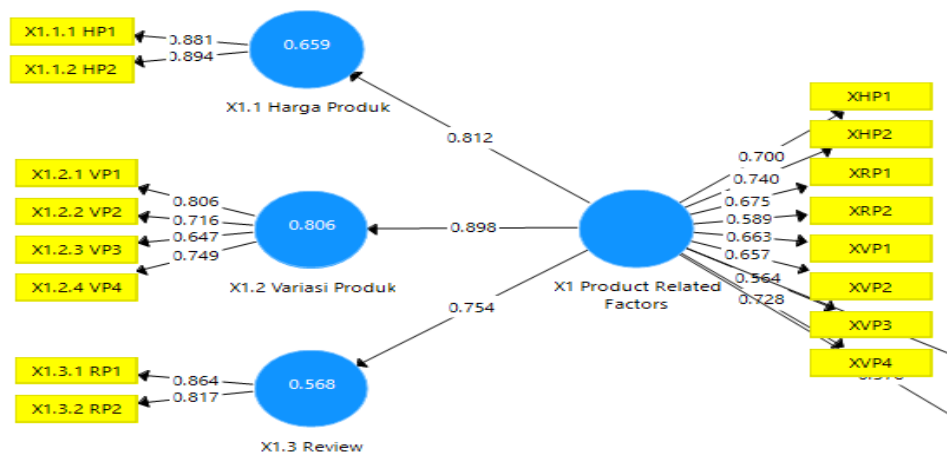 X1.1.1 HP1
X1.1.2 HP2
0.881
0.894
0.659
X1.1 Harga Produk
0.812
X1.2.1 VP1
X1.2.2 VP2
X1.2.3 VP3
X1.2.4 VP4
0.806
0.716
0.647
0.749
0.806
X1.2 Variasi Produk
0.898
X1.3.1 RP1
X1.3.2 RP2
0.864
0.817
0.568
X1.3 Review
0.754
X1 Product Related
Factors
0.700
0.740
0.675
0.589
0.663
0.657
0.564
0.728
XHP1
XHP2
XRP1
XRP2
XVP1
XVP2
XVP3
XVP4